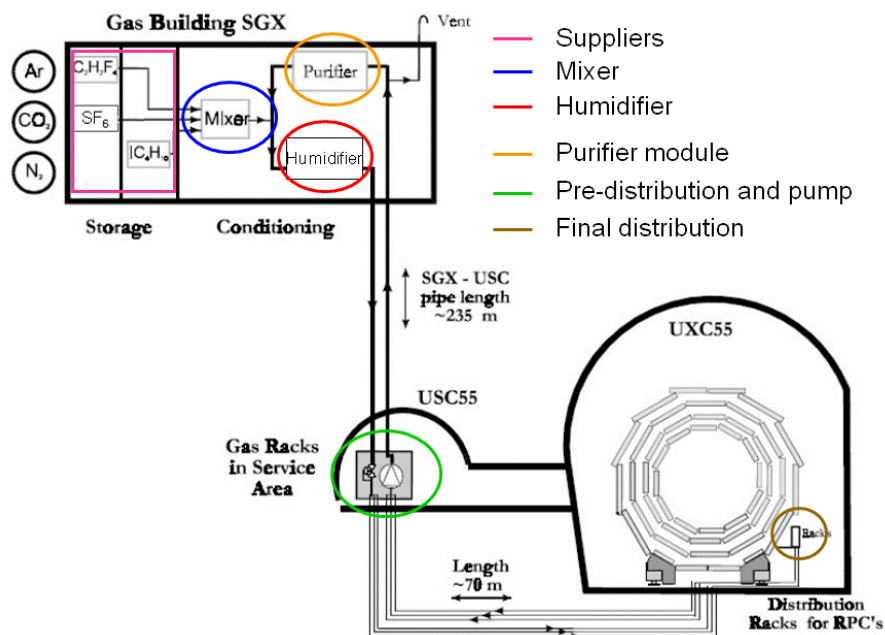 Gas Building SGX
Vent
Ar
CO₂
N₂
C₂H₂F₄
SF₆
IC₄H₁₀
Mixer
Purifier
Humidifier
Storage
Conditioning
Suppliers
Mixer
Humidifier
Purifier module
Pre-distribution and pump
Final distribution
SGX - USC
pipe length
~235 m
UXC55
USC55
Gas Racks
in Service
Area
Racks
Length
~70 m
Distribution
Racks for RPC's